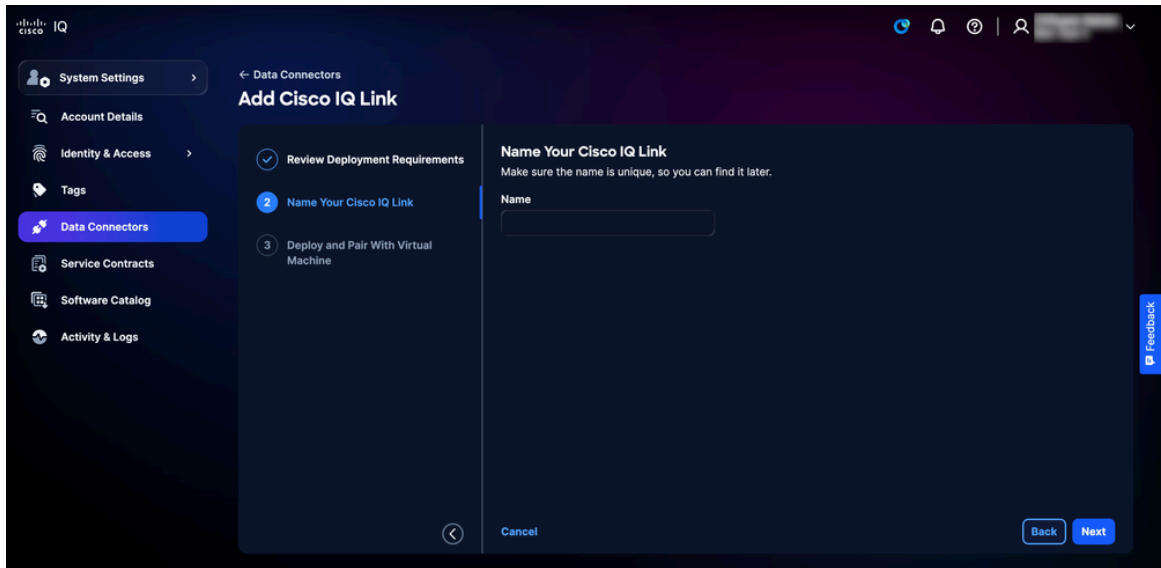 cisco IQ
System Settings
Account Details
Identity & Access
Tags
Data Connectors
Service Contracts
Software Catalog
Activity & Logs
← Data Connectors
Add Cisco IQ Link
Review Deployment Requirements
2 Name Your Cisco IQ Link
3 Deploy and Pair With Virtual
Machine
Name Your Cisco IQ Link
Make sure the name is unique, so you can find it later.
Name
Cancel
Back
Next
Feedback